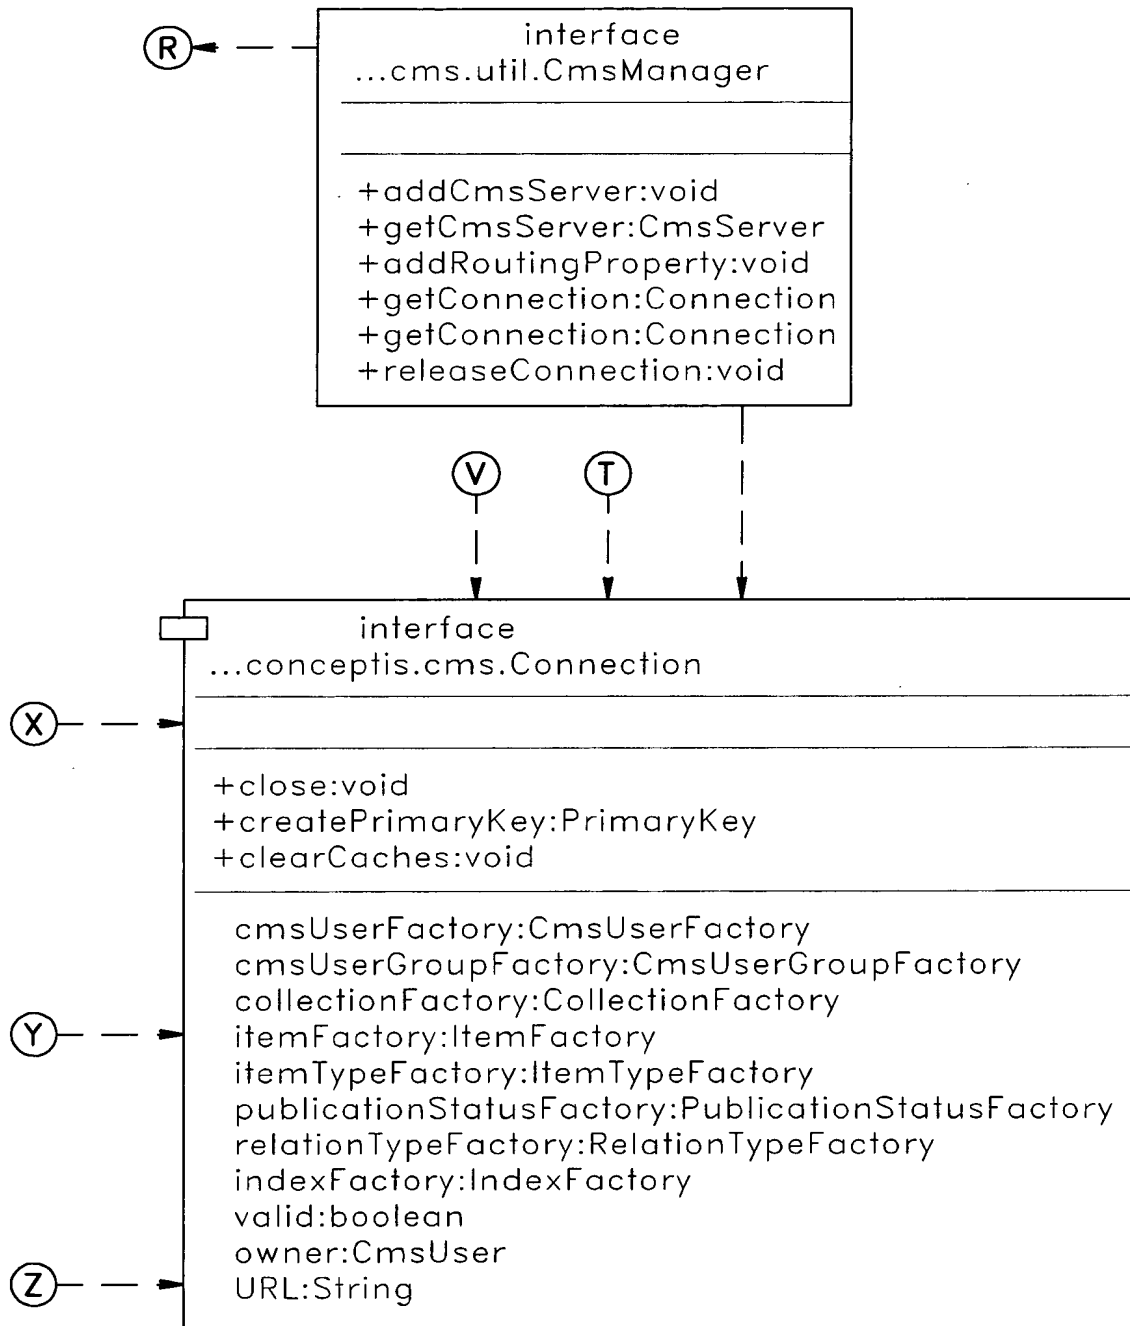 R
interface
...cms.util.CmsManager
+addCmsServer:void
+getCmsServer:CmsServer
+addRoutingProperty:void
+getConnection:Connection
+getConnection:Connection
+releaseConnection:void
V T
interface
...conceptis.cms.Connection
X
+close:void
+createPrimaryKey:PrimaryKey
+clearCaches:void
cmsUserFactory:CmsUserFactory
cmsUserGroupFactory:CmsUserGroupFactory
collectionFactory:CollectionFactory
Y itemFactory:ItemFactory
itemTypeFactory:ItemTypeFactory
publicationStatusFactory:PublicationStatusFactory
relationTypeFactory:RelationTypeFactory
indexFactory:IndexFactory
valid:boolean
owner:CmsUser
Z URL:String